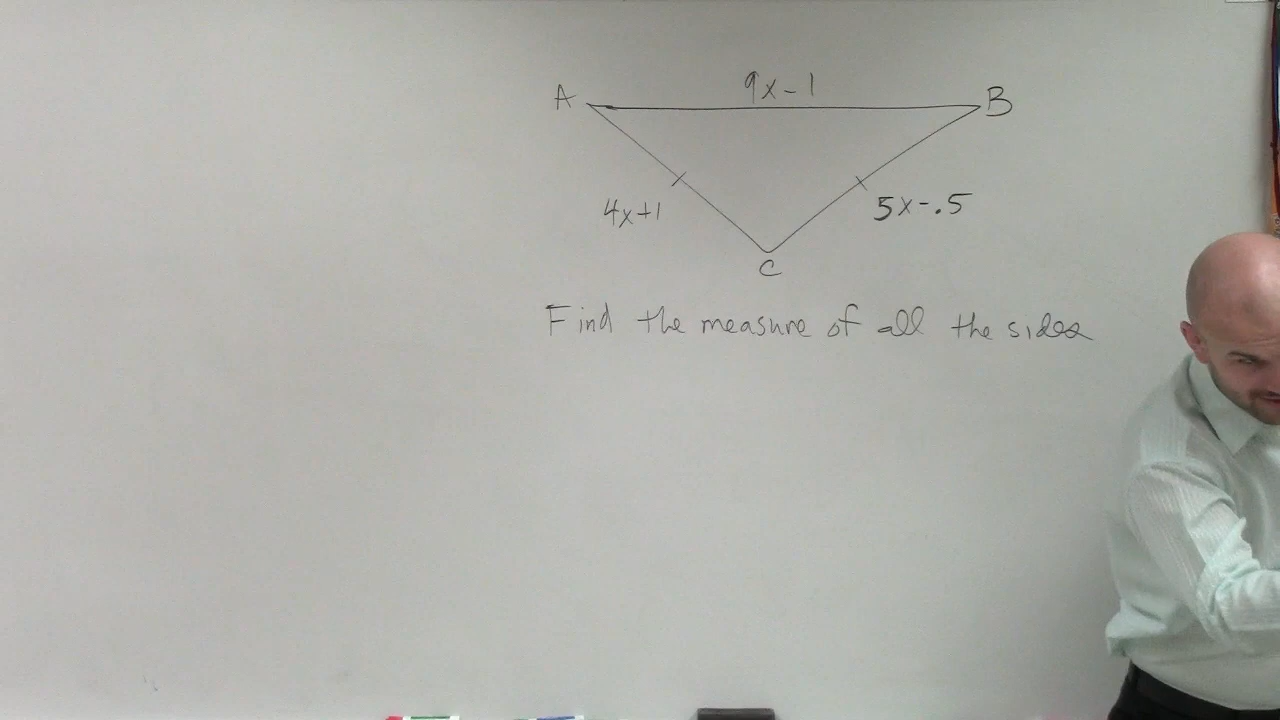 9x-1
A
B
4x+1
5x-.5
C
Find the measure of all the sides